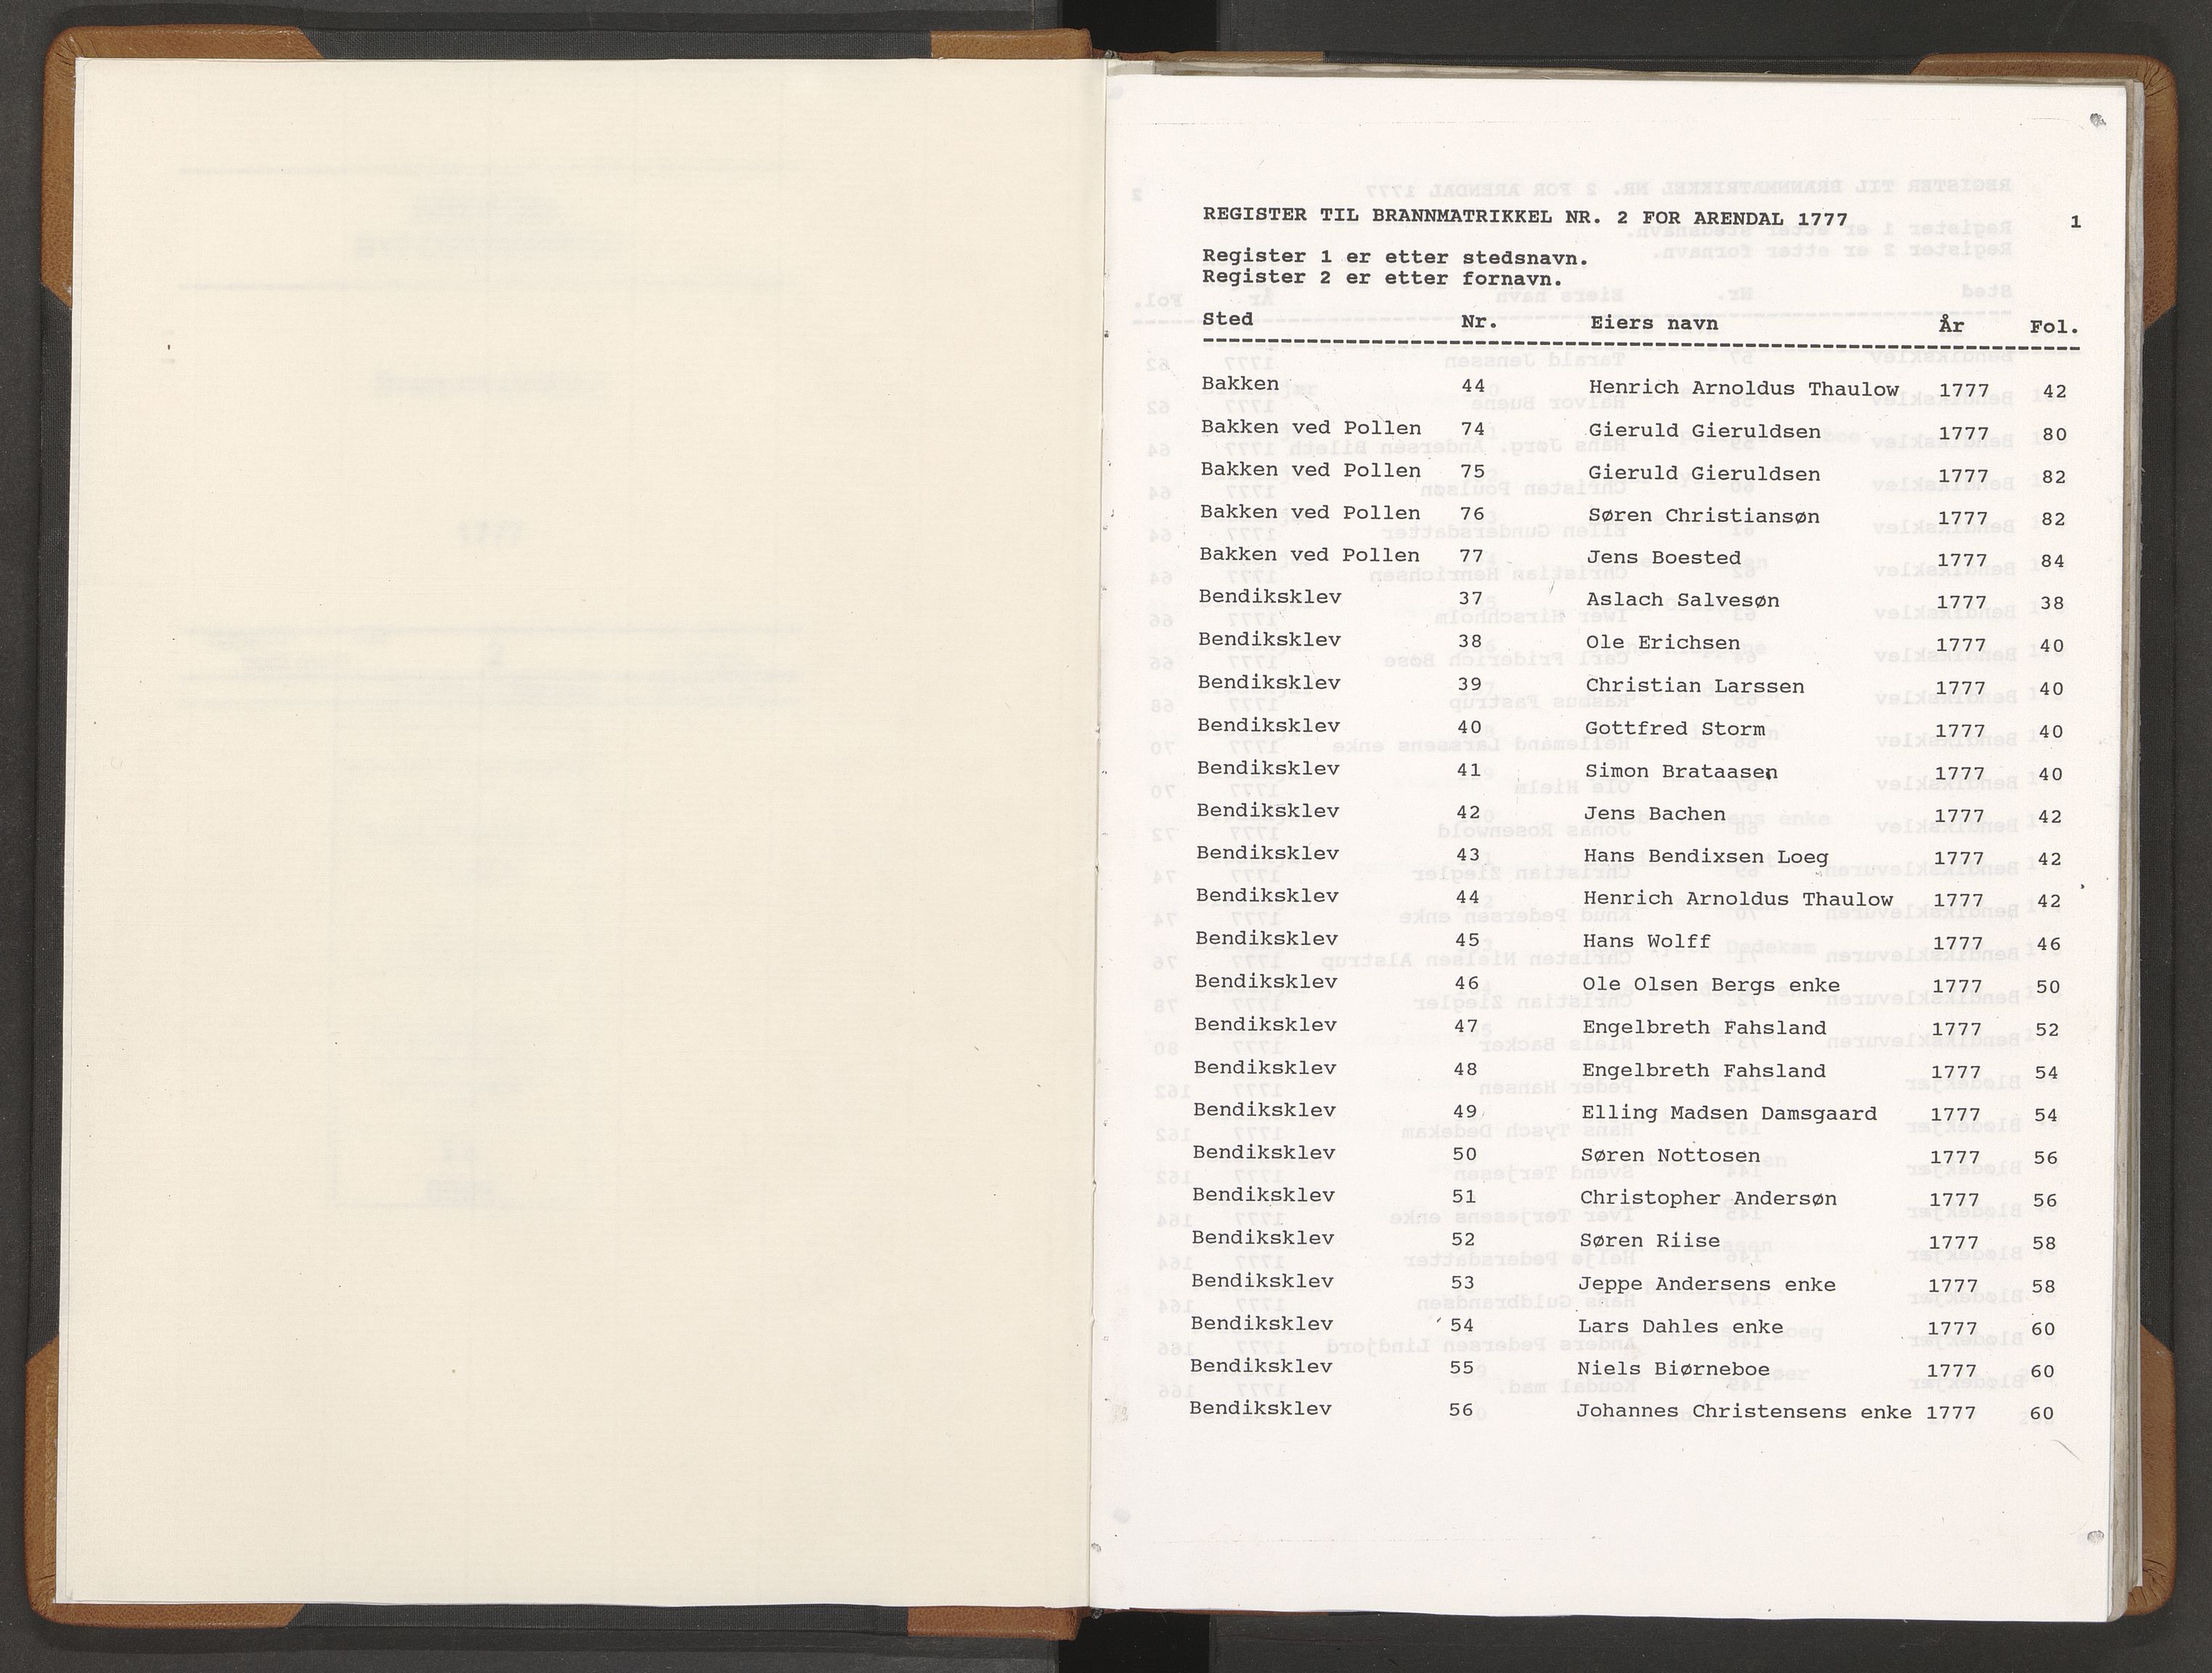 REGISTER TIL BRANNMATRIKKEL NR. 2 FOR ARENDAL 1777 1
Register 1 er etter stedsnavn.
Register 2 er etter fornavn.
Sted Nr. Eiers navn År Fol.
Bakken 44 Henrich Arnoldus Thaulow 1777 42
Bakken ved Pollen 74 Gieruld Gieruldsen 1777 80
Bakken ved Pollen 75 Gieruld Gieruldsen 1777 82
Bakken ved Pollen 76 Søren Christiansøn 1777 82
Bakken ved Pollen 77 Jens Boested 1777 84
Bendiksklev 37 Aslach Salvesøn 1777 38
Bendiksklev 38 Ole Erichsen 1777 40
Bendiksklev 39 Christian Larssen 1777 40
Bendiksklev 40 Gottfred Storm 1777 40
Bendiksklev 41 Simon Brataasen 1777 40
Bendiksklev 42 Jens Bachen 1777 42
Bendiksklev 43 Hans Bendixsen Loeg 1777 42
Bendiksklev 44 Henrich Arnoldus Thaulow 1777 42
Bendiksklev 45 Hans Wolff 1777 46
Bendiksklev 46 Ole Olsen Bergs enke 1777 50
Bendiksklev 47 Engelbreth Fahsland 1777 52
Bendiksklev 48 Engelbreth Fahsland 1777 54
Bendiksklev 49 Elling Madsen Damsgaard 1777 54
Bendiksklev 50 Søren Nottosen 1777 56
Bendiksklev 51 Christopher Andersøn 1777 56
Bendiksklev 52 Søren Riise 1777 58
Bendiksklev 53 Jeppe Andersens enke 1777 58
Bendiksklev 54 Lars Dahles enke 1777 60
Bendiksklev 55 Niels Biørneboe 1777 60
Bendiksklev 56 Johannes Christensens enke 1777 60